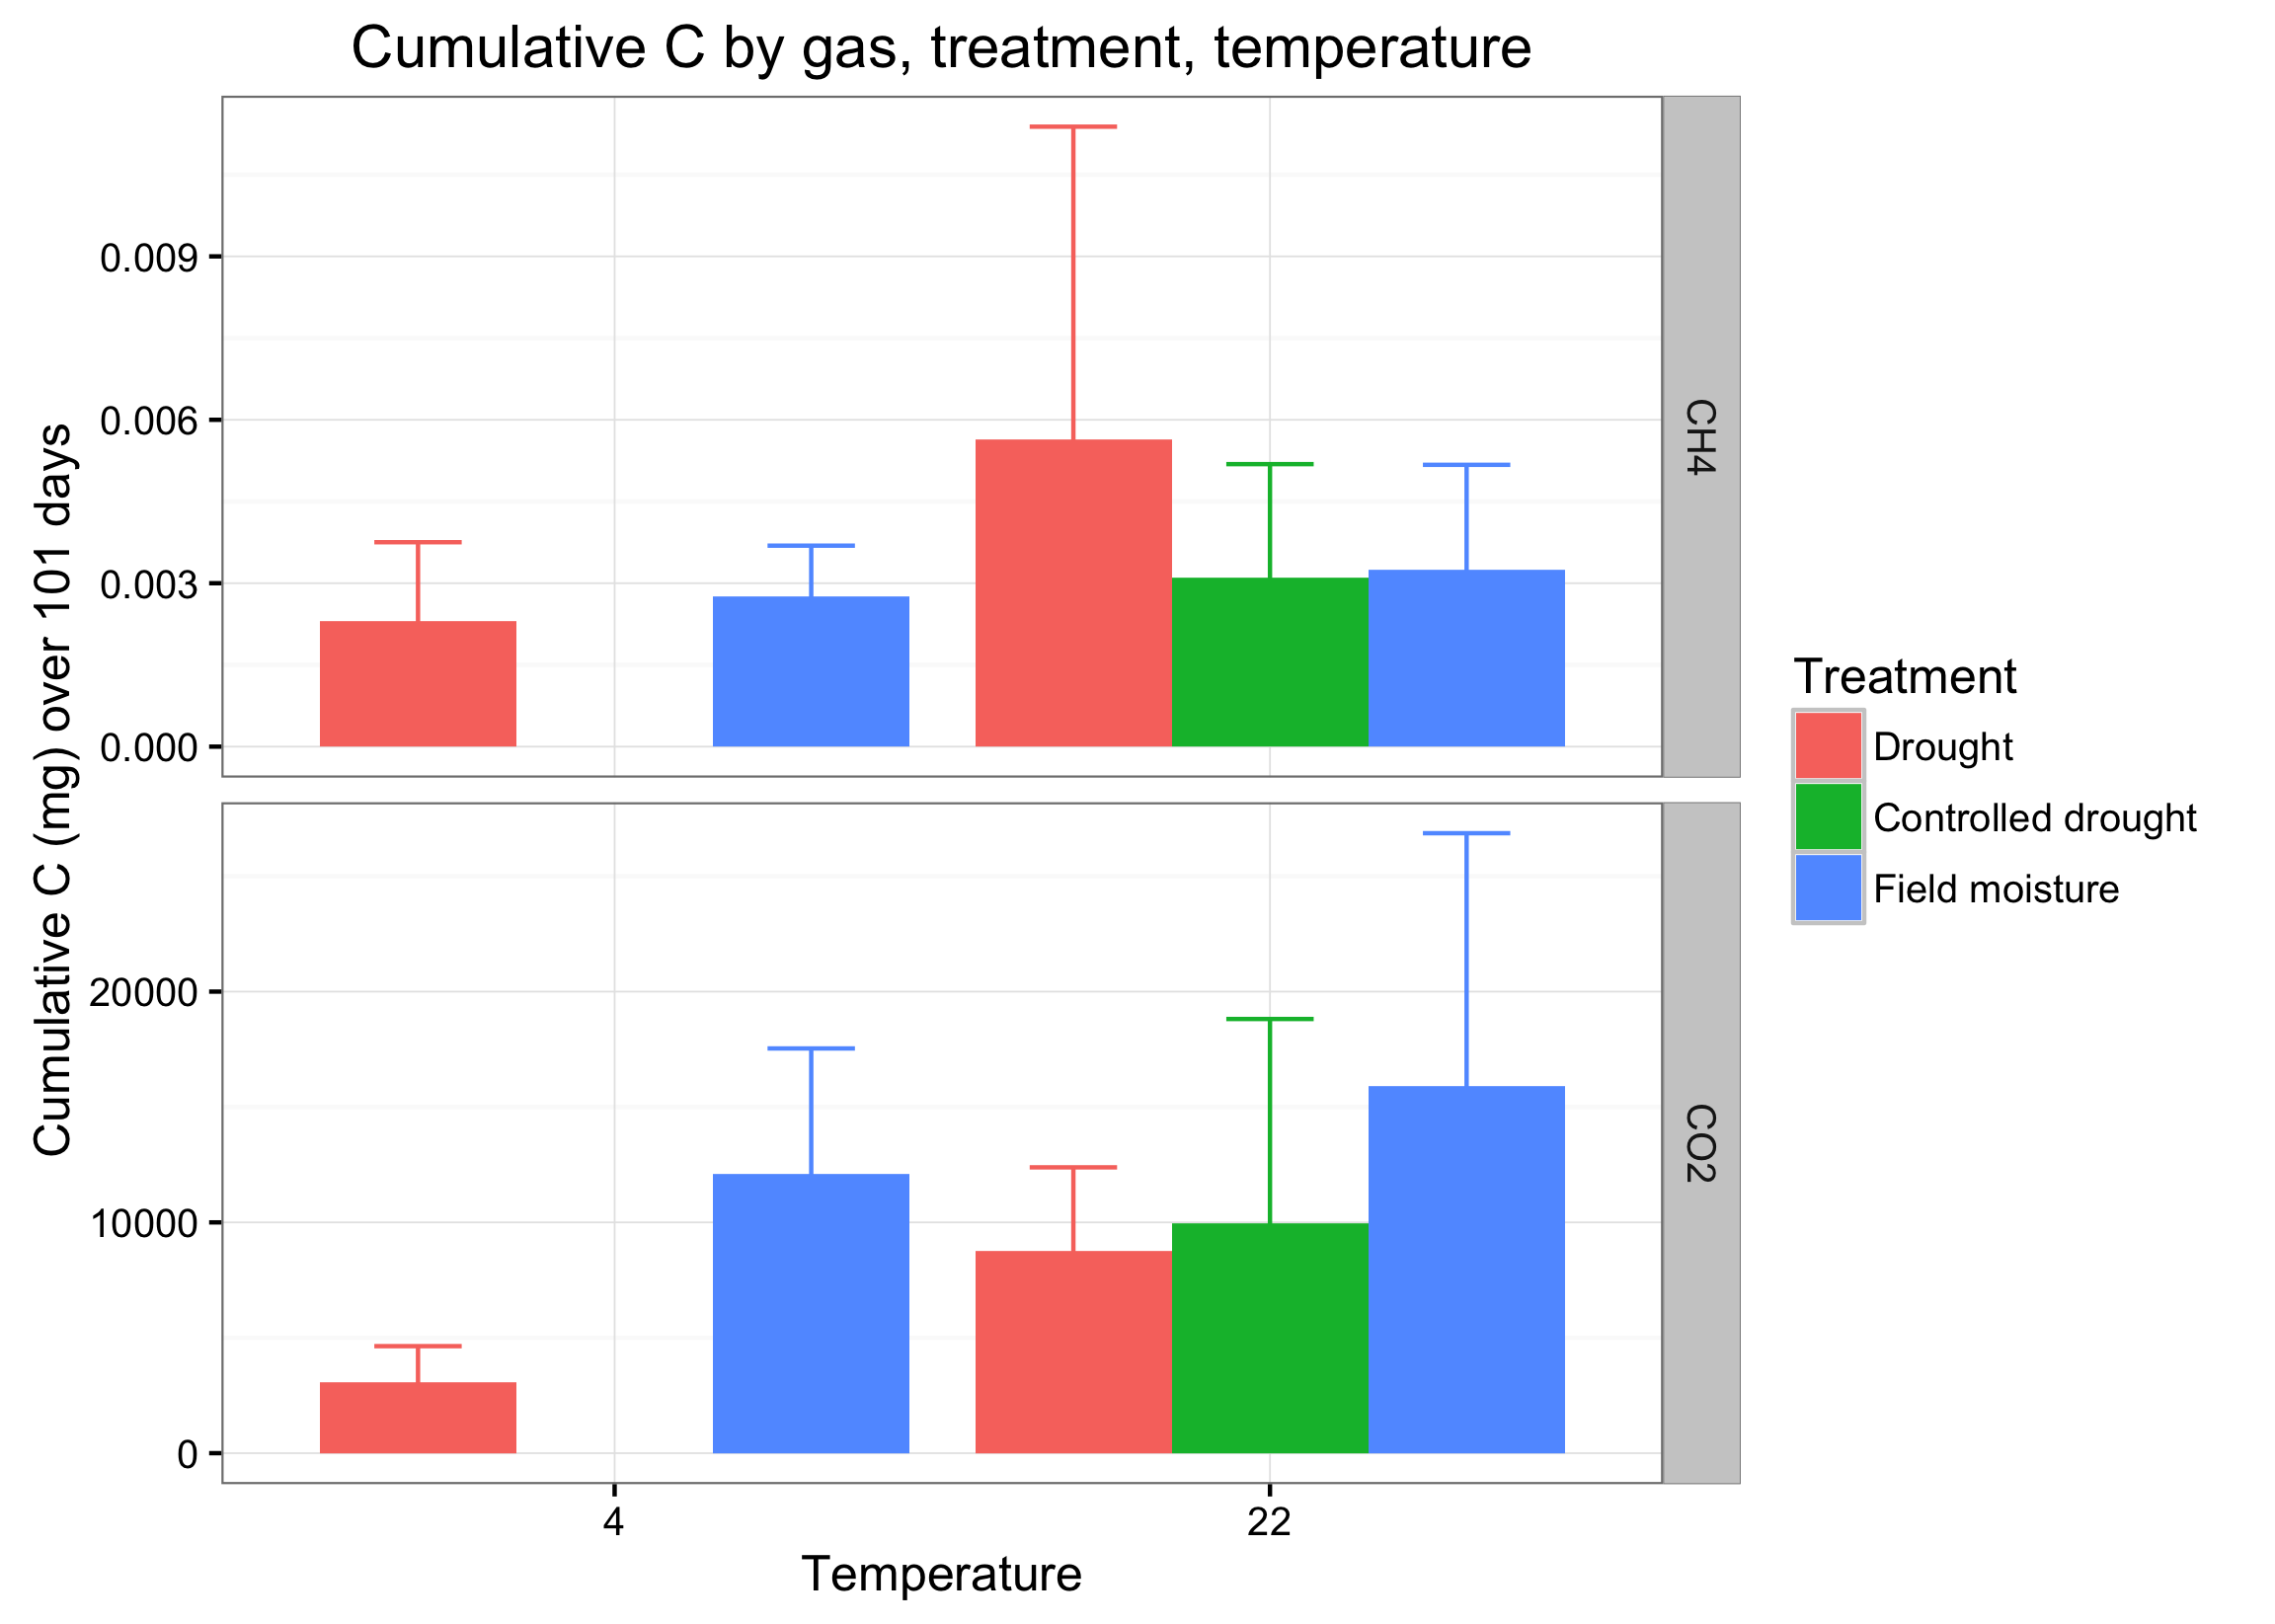 Cumulative C by gas, treatment, temperature
Cumulative C (mg) over 101 days
0.009
0.006
0.003
0.000
CH4
20000
10000
0
CO2
4
22
Temperature
Treatment
Drought
Controlled drought
Field moisture